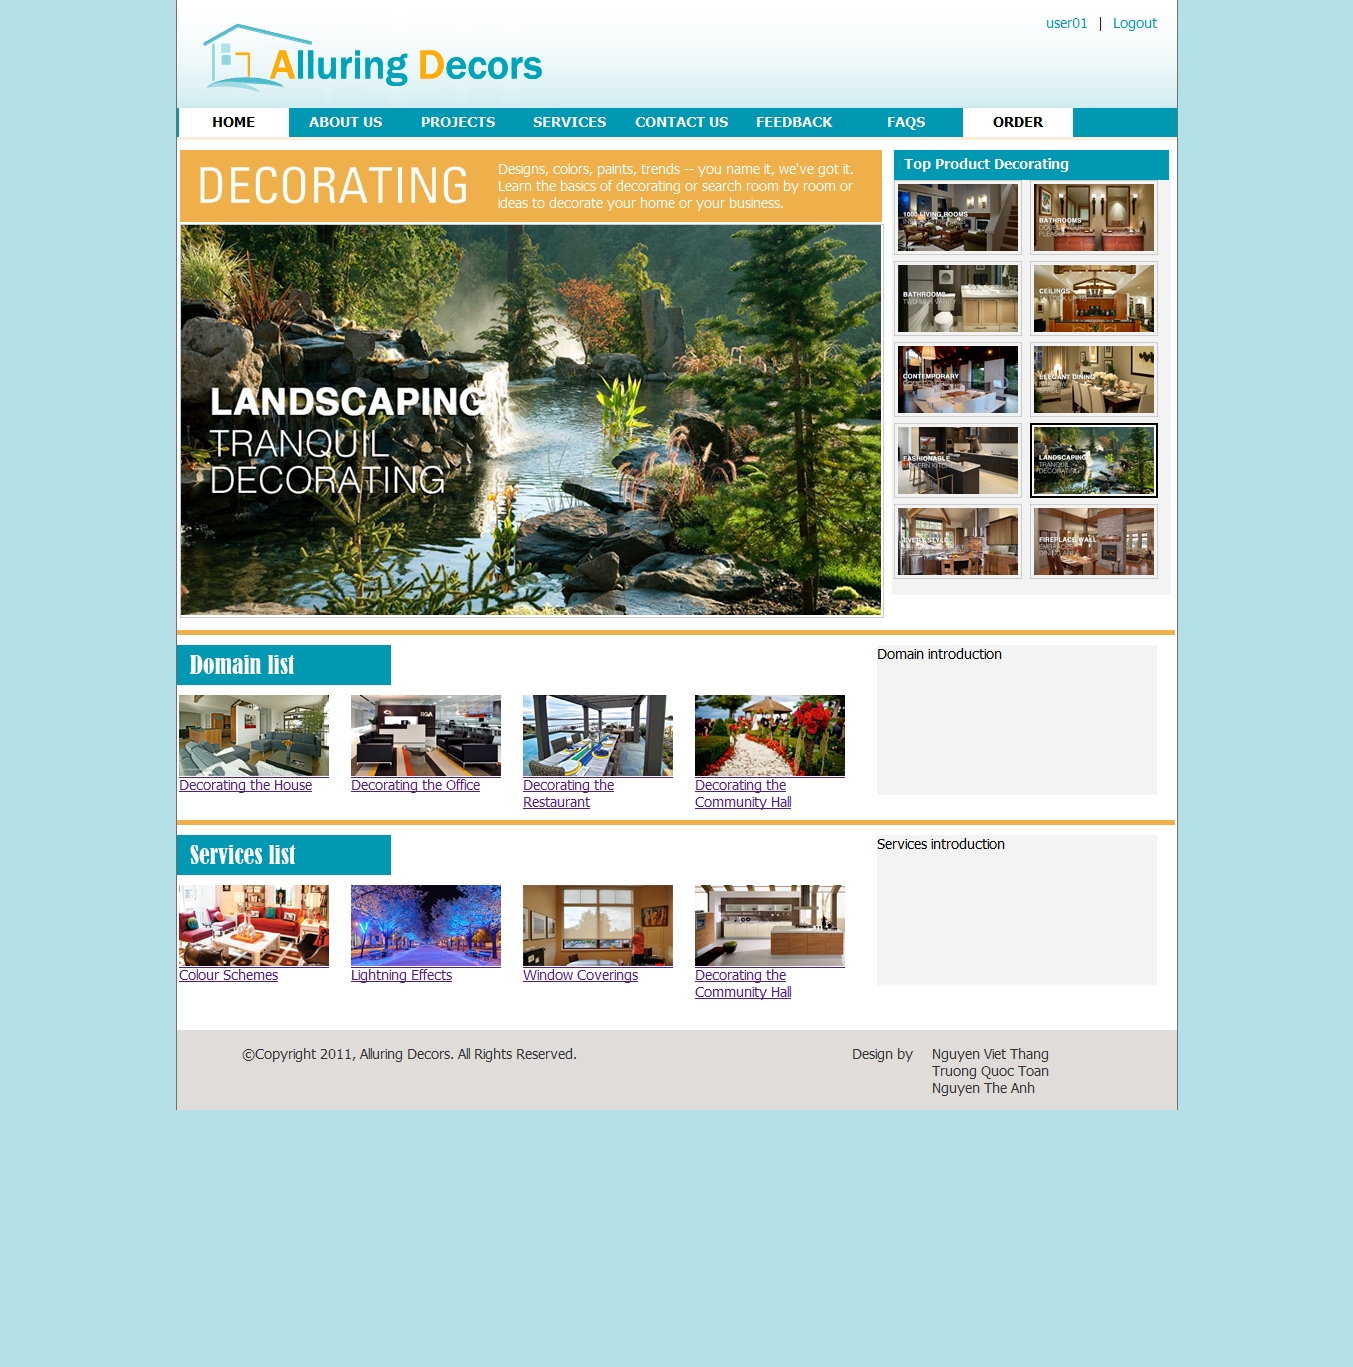 user01 | Logout
Alluring Decors
HOME ABOUT US PROJECTS SERVICES CONTACT US FEEDBACK FAQS ORDER
DECORATING
Designs, colors, paints, trends -- you name it, we've got it.
Learn the basics of decorating or search room by room or
ideas to decorate your home or your business.
LANDSCAPING
TRANQUIL
DECORATING
Top Product Decorating
1000 LIVING ROOMS
BATHROOMS
BATHROOMS
CEILINGS
CONTEMPORARY
ELEGANT DINING
FASHIONABLE
MODERN KITCHEN
LANDSCAPING
TRANQUIL
DECORATING
FIREPLACE WALL
Domain list
Decorating the House
Decorating the Office
RGA
Decorating the
Restaurant
Decorating the
Community Hall
Domain introduction
Services list
Colour Schemes
Lightning Effects
Window Coverings
Decorating the
Community Hall
Services introduction
©Copyright 2011, Alluring Decors. All Rights Reserved.
Design by Nguyen Viet Thang
Truong Quoc Toan
Nguyen The Anh